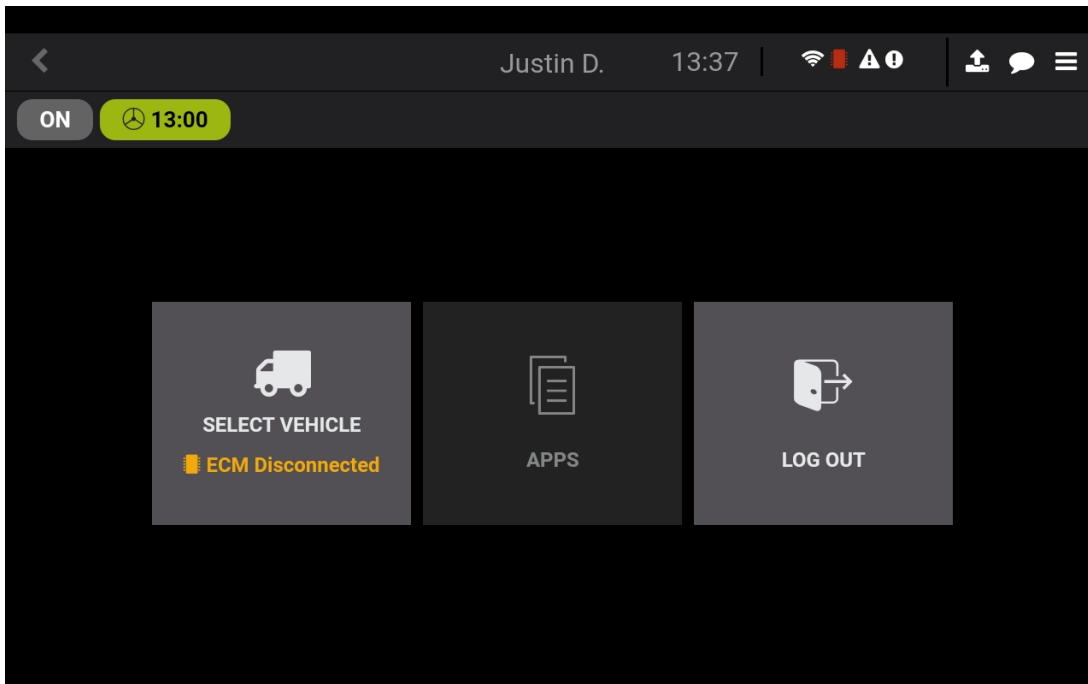 Justin D. 13:37
ON 13:00
SELECT VEHICLE
ECM Disconnected
APPS
LOG OUT